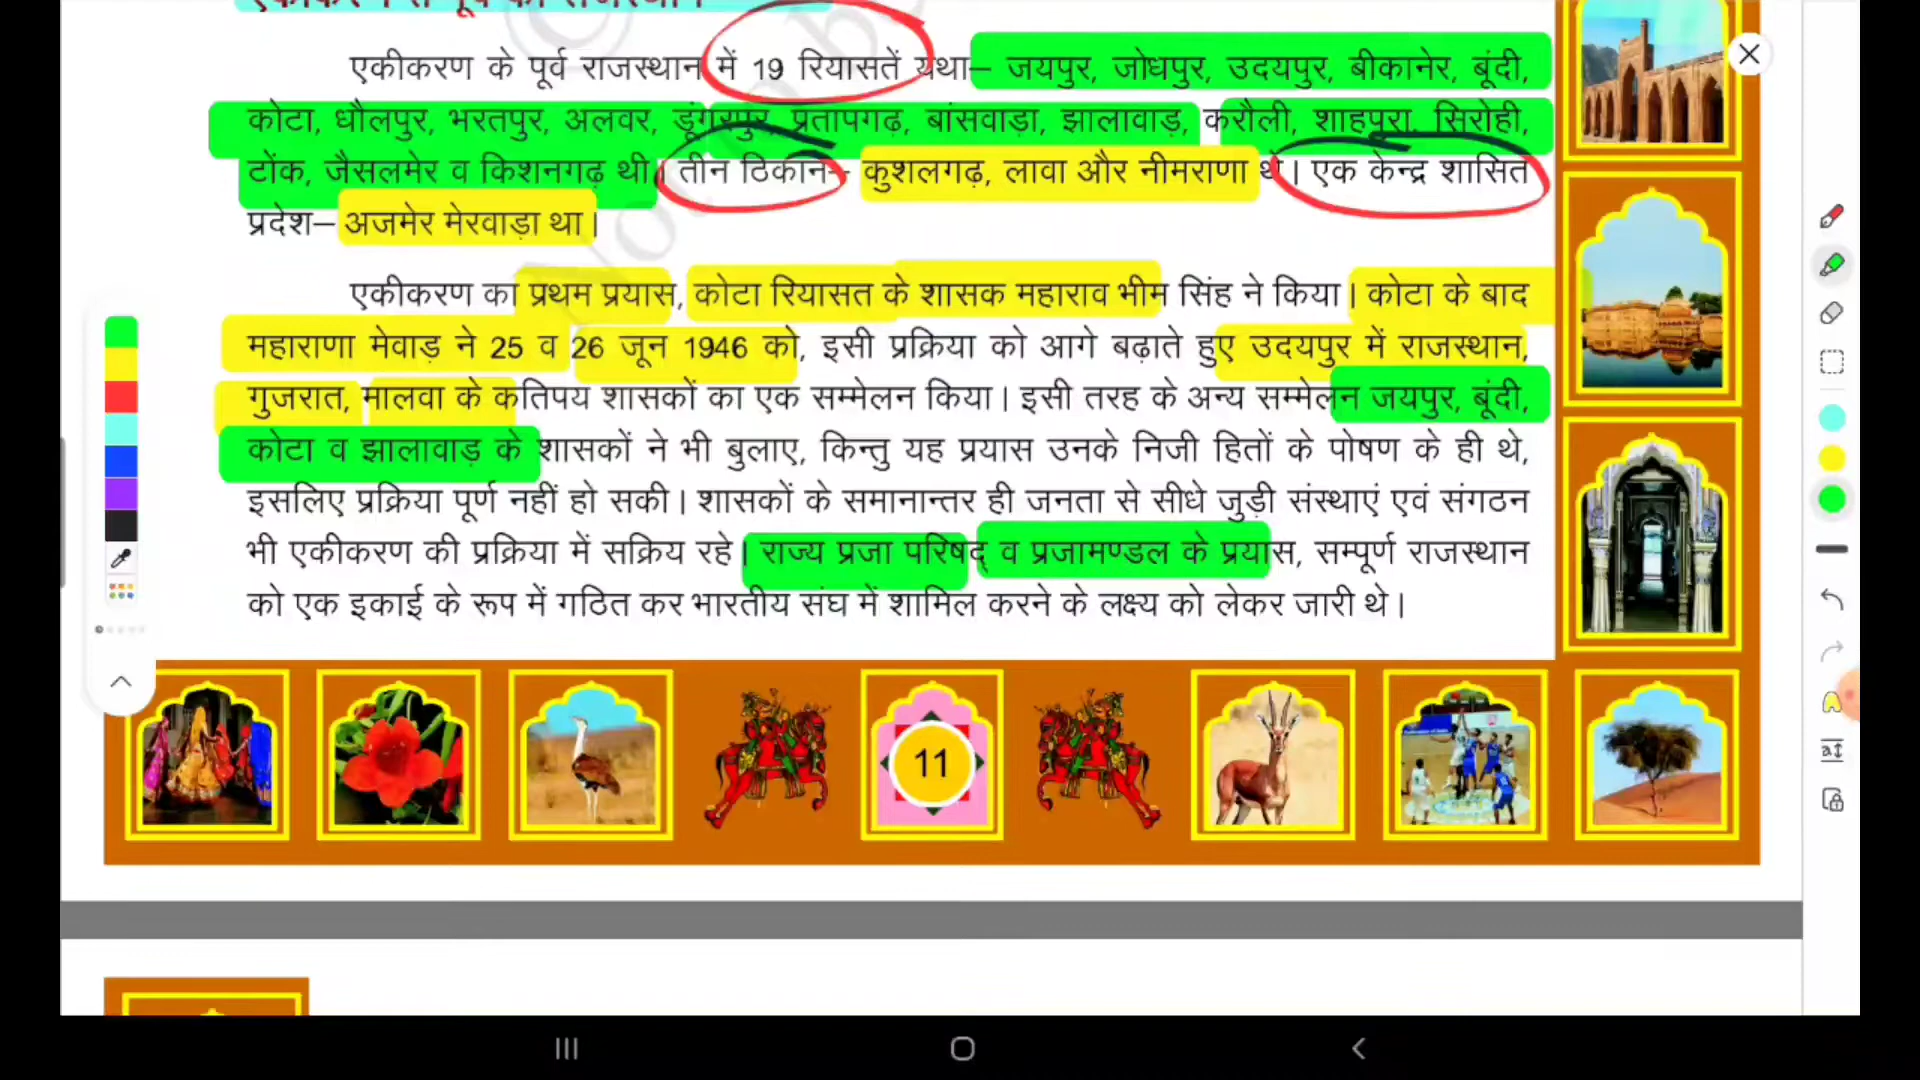 एकीकरण से पूर्व का राजस्थान।
एकीकरण के पूर्व राजस्थान में 19 रियासतें यथा– जयपुर, जोधपुर, उदयपुर, बीकानेर, बूंदी,
कोटा, धौलपुर, भरतपुर, अलवर, डूंगरपुर, प्रतापगढ़, बांसवाड़ा, झालावाड़, करौली, शाहपुरा, सिरोही,
टोंक, जैसलमेर व किशनगढ़ थी। तीन ठिकाने– कुशलगढ़, लावा और नीमराणा थे। एक केन्द्र शासित
प्रदेश– अजमेर मेरवाड़ा था।
एकीकरण का प्रथम प्रयास, कोटा रियासत के शासक महाराव भीम सिंह ने किया। कोटा के बाद
महाराणा मेवाड़ ने 25 व 26 जून 1946 को, इसी प्रक्रिया को आगे बढ़ाते हुए उदयपुर में राजस्थान,
गुजरात, मालवा के कतिपय शासकों का एक सम्मेलन किया। इसी तरह के अन्य सम्मेलन जयपुर, बूंदी,
कोटा व झालावाड़ के शासकों ने भी बुलाए, किन्तु यह प्रयास उनके निजी हितों के पोषण के ही थे,
इसलिए प्रक्रिया पूर्ण नहीं हो सकी। शासकों के समानान्तर ही जनता से सीधे जुड़ी संस्थाएं एवं संगठन
भी एकीकरण की प्रक्रिया में सक्रिय रहे। राज्य प्रजा परिषद् व प्रजामण्डल के प्रयास, सम्पूर्ण राजस्थान
को एक इकाई के रूप में गठित कर भारतीय संघ में शामिल करने के लक्ष्य को लेकर जारी थे।
11